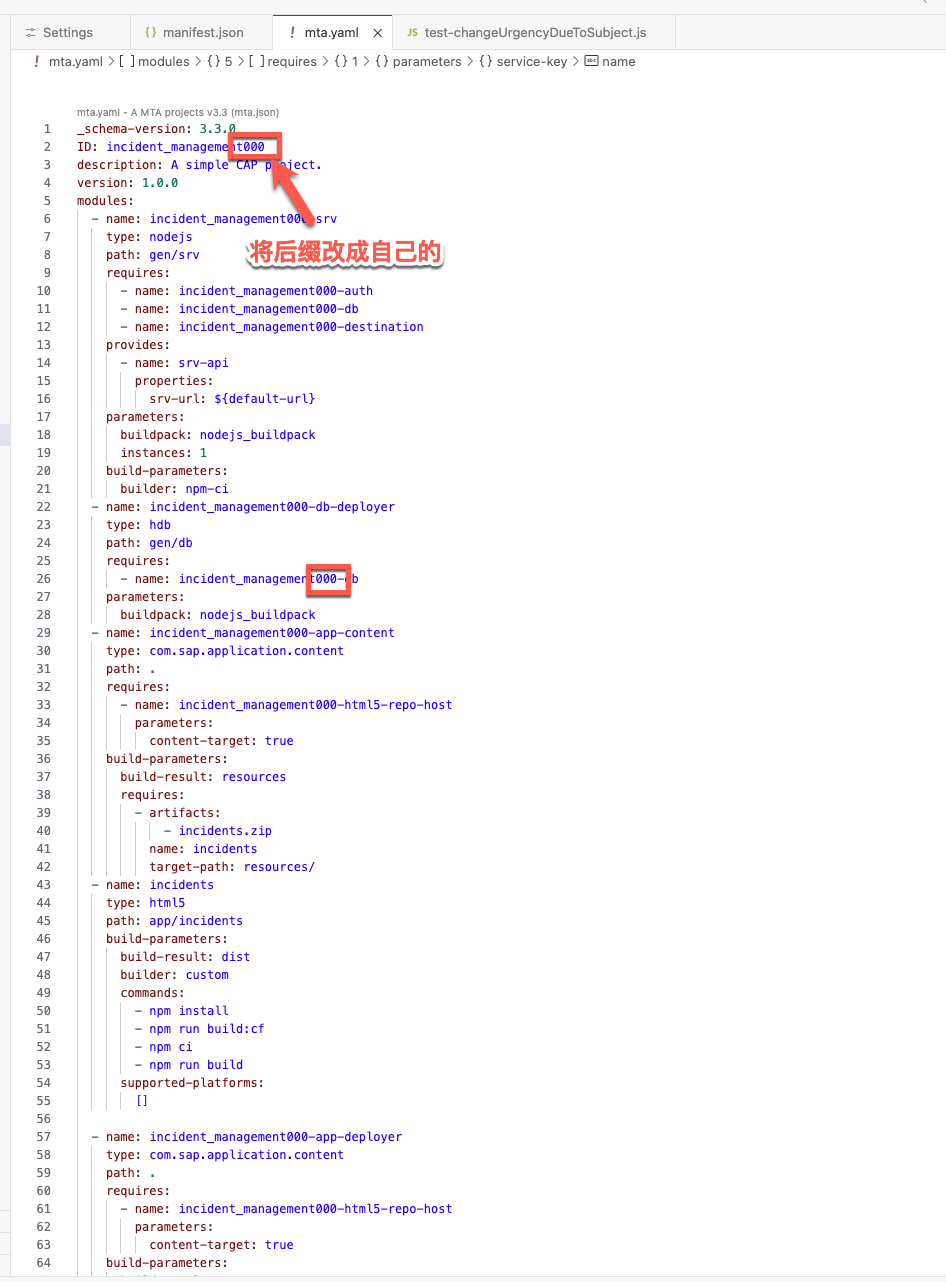 Settings
{} manifest.json
! mta.yaml ×
JS test-changeUrgencyDueToSubject.js
! mta.yaml > [ ] modules > {} 5 > [ ] requires > {} 1 > {} parameters > {} service-key > abc name
mta.yaml - A MTA projects v3.3 (mta.json)
1 _schema-version: 3.3.0
2 ID: incident_management000
3 description: A simple CAP project.
4 version: 1.0.0
5 modules:
6 - name: incident_management000-srv
7 type: nodejs
将后缀改成自己的
8 path: gen/srv
9 requires:
10 - name: incident_management000-auth
11 - name: incident_management000-db
12 - name: incident_management000-destination
13 provides:
14 - name: srv-api
15 properties:
16 srv-url: ${default-url}
17 parameters:
18 buildpack: nodejs_buildpack
19 instances: 1
20 build-parameters:
21 builder: npm-ci
22 - name: incident_management000-db-deployer
23 type: hdb
24 path: gen/db
25 requires:
26 - name: incident_management000-db
27 parameters:
28 buildpack: nodejs_buildpack
29 - name: incident_management000-app-content
30 type: com.sap.application.content
31 path: .
32 requires:
33 - name: incident_management000-html5-repo-host
34 parameters:
35 content-target: true
36 build-parameters:
37 build-result: resources
38 requires:
39 - artifacts:
40 - incidents.zip
41 name: incidents
42 target-path: resources/
43 - name: incidents
44 type: html5
45 path: app/incidents
46 build-parameters:
47 build-result: dist
48 builder: custom
49 commands:
50 - npm install
51 - npm run build:cf
52 - npm ci
53 - npm run build
54 supported-platforms:
55 []
56
57 - name: incident_management000-app-deployer
58 type: com.sap.application.content
59 path: .
60 requires:
61 - name: incident_management000-html5-repo-host
62 parameters:
63 content-target: true
64 build-parameters: